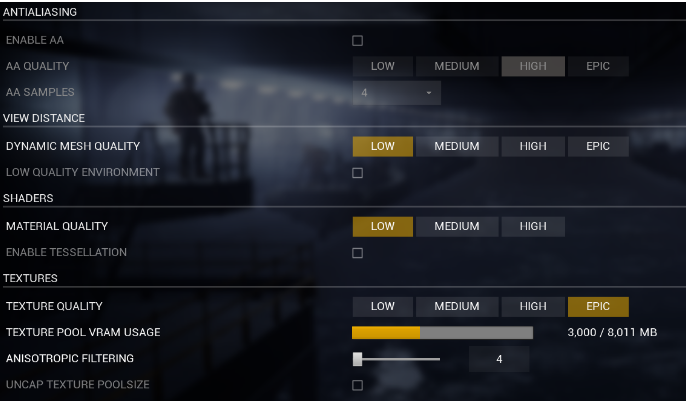 ANTIALIASING
ENABLE AA
AA QUALITY LOW MEDIUM HIGH EPIC
AA SAMPLES 4
VIEW DISTANCE
DYNAMIC MESH QUALITY LOW MEDIUM HIGH EPIC
LOW QUALITY ENVIRONMENT
SHADERS
MATERIAL QUALITY LOW MEDIUM HIGH
ENABLE TESSELLATION
TEXTURES
TEXTURE QUALITY LOW MEDIUM HIGH EPIC
TEXTURE POOL VRAM USAGE 3,000 / 8,011 MB
ANISOTROPIC FILTERING 4
UNCAP TEXTURE POOLSIZE